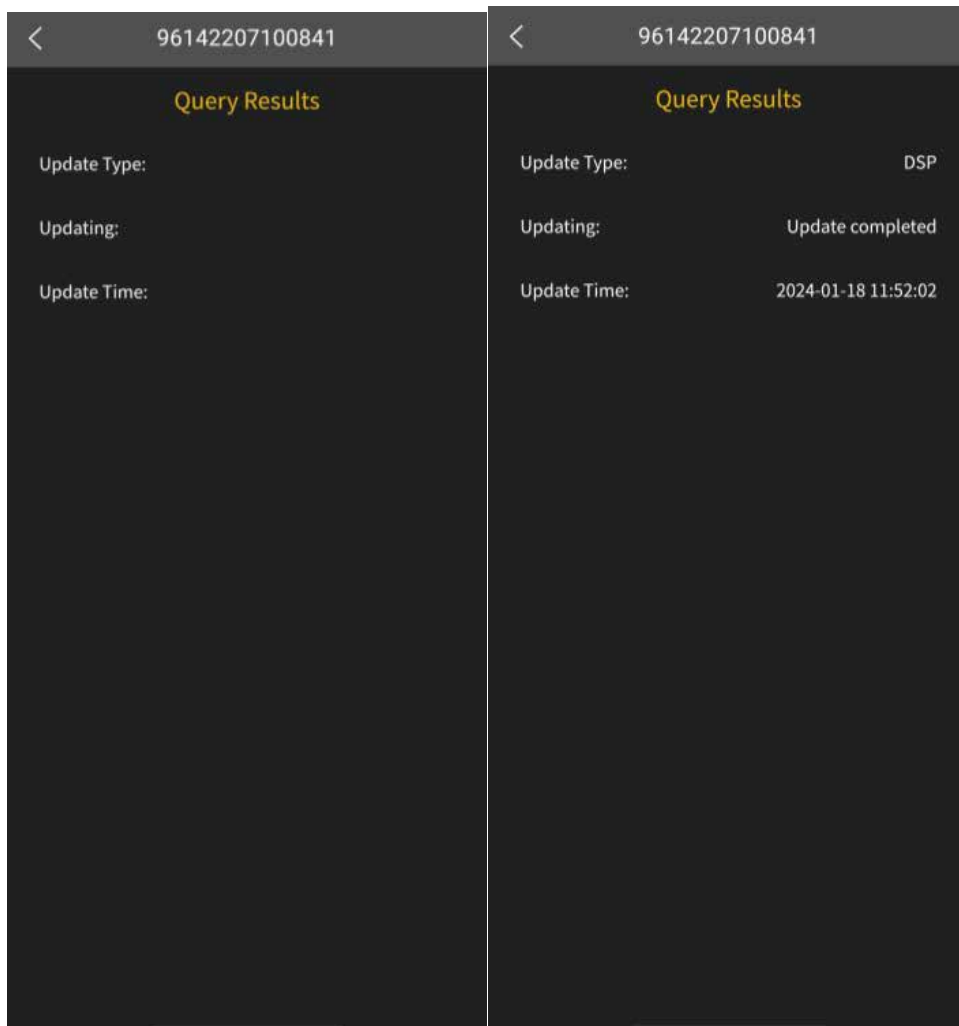 96142207100841
Query Results
Update Type:
Updating:
Update Time:
96142207100841
Query Results
Update Type: DSP
Updating: Update completed
Update Time: 2024-01-18 11:52:02